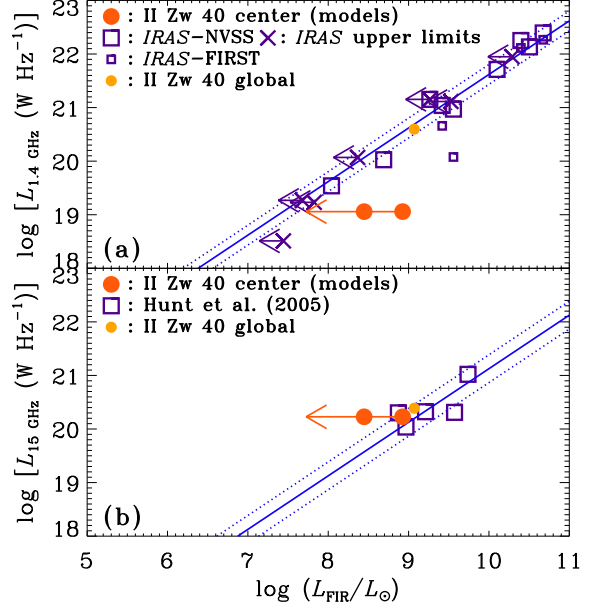 II Zw 40 center (models)
: IRAS-NVSS : IRAS upper limits
: IRAS-FIRST
: II Zw 40 global
23
22
21
20
19
18
log [L1.4 GHz (W Hz−1)]
(a)
: II Zw 40 center (models)
: Hunt et al. (2005)
: II Zw 40 global
23
22
21
20
19
18
log [L15 GHz (W Hz−1)]
(b)
5 6 7 8 9 10 11
log (LFIR/L⊙)